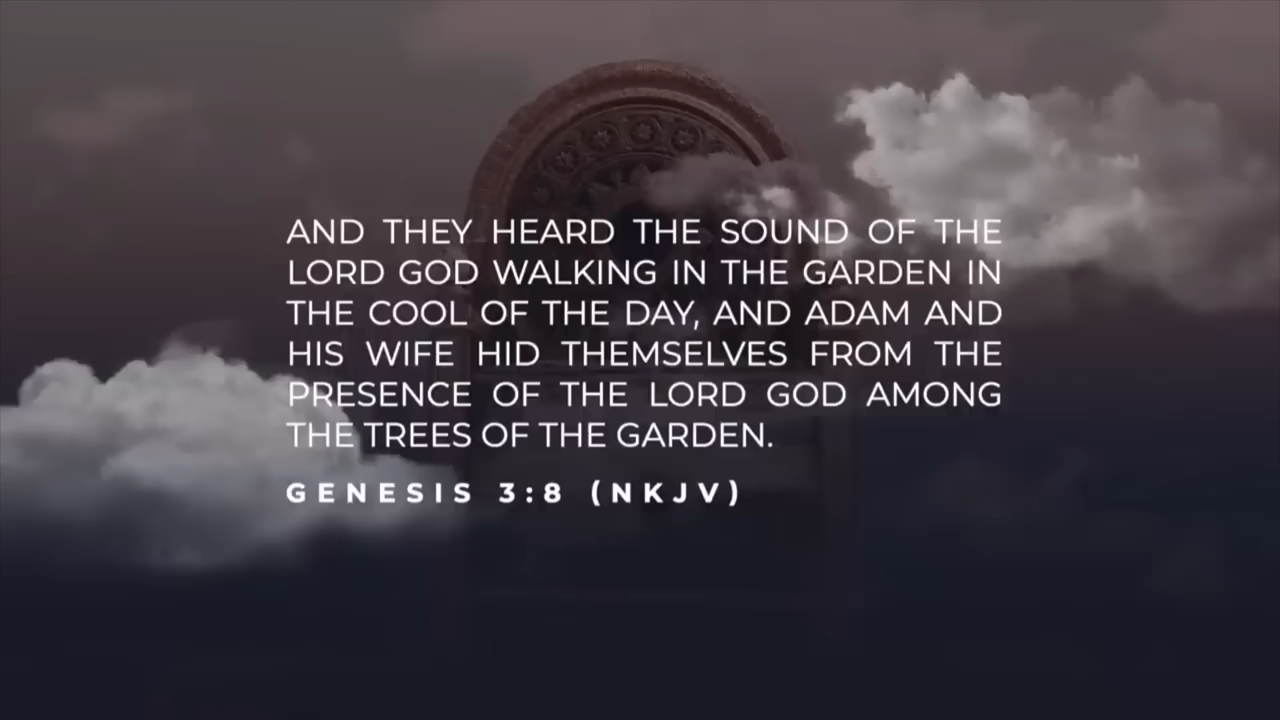 AND THEY HEARD THE SOUND OF THE
LORD GOD WALKING IN THE GARDEN IN
THE COOL OF THE DAY, AND ADAM AND
HIS WIFE HID THEMSELVES FROM THE
PRESENCE OF THE LORD GOD AMONG
THE TREES OF THE GARDEN.
GENESIS 3:8 (NKJV)